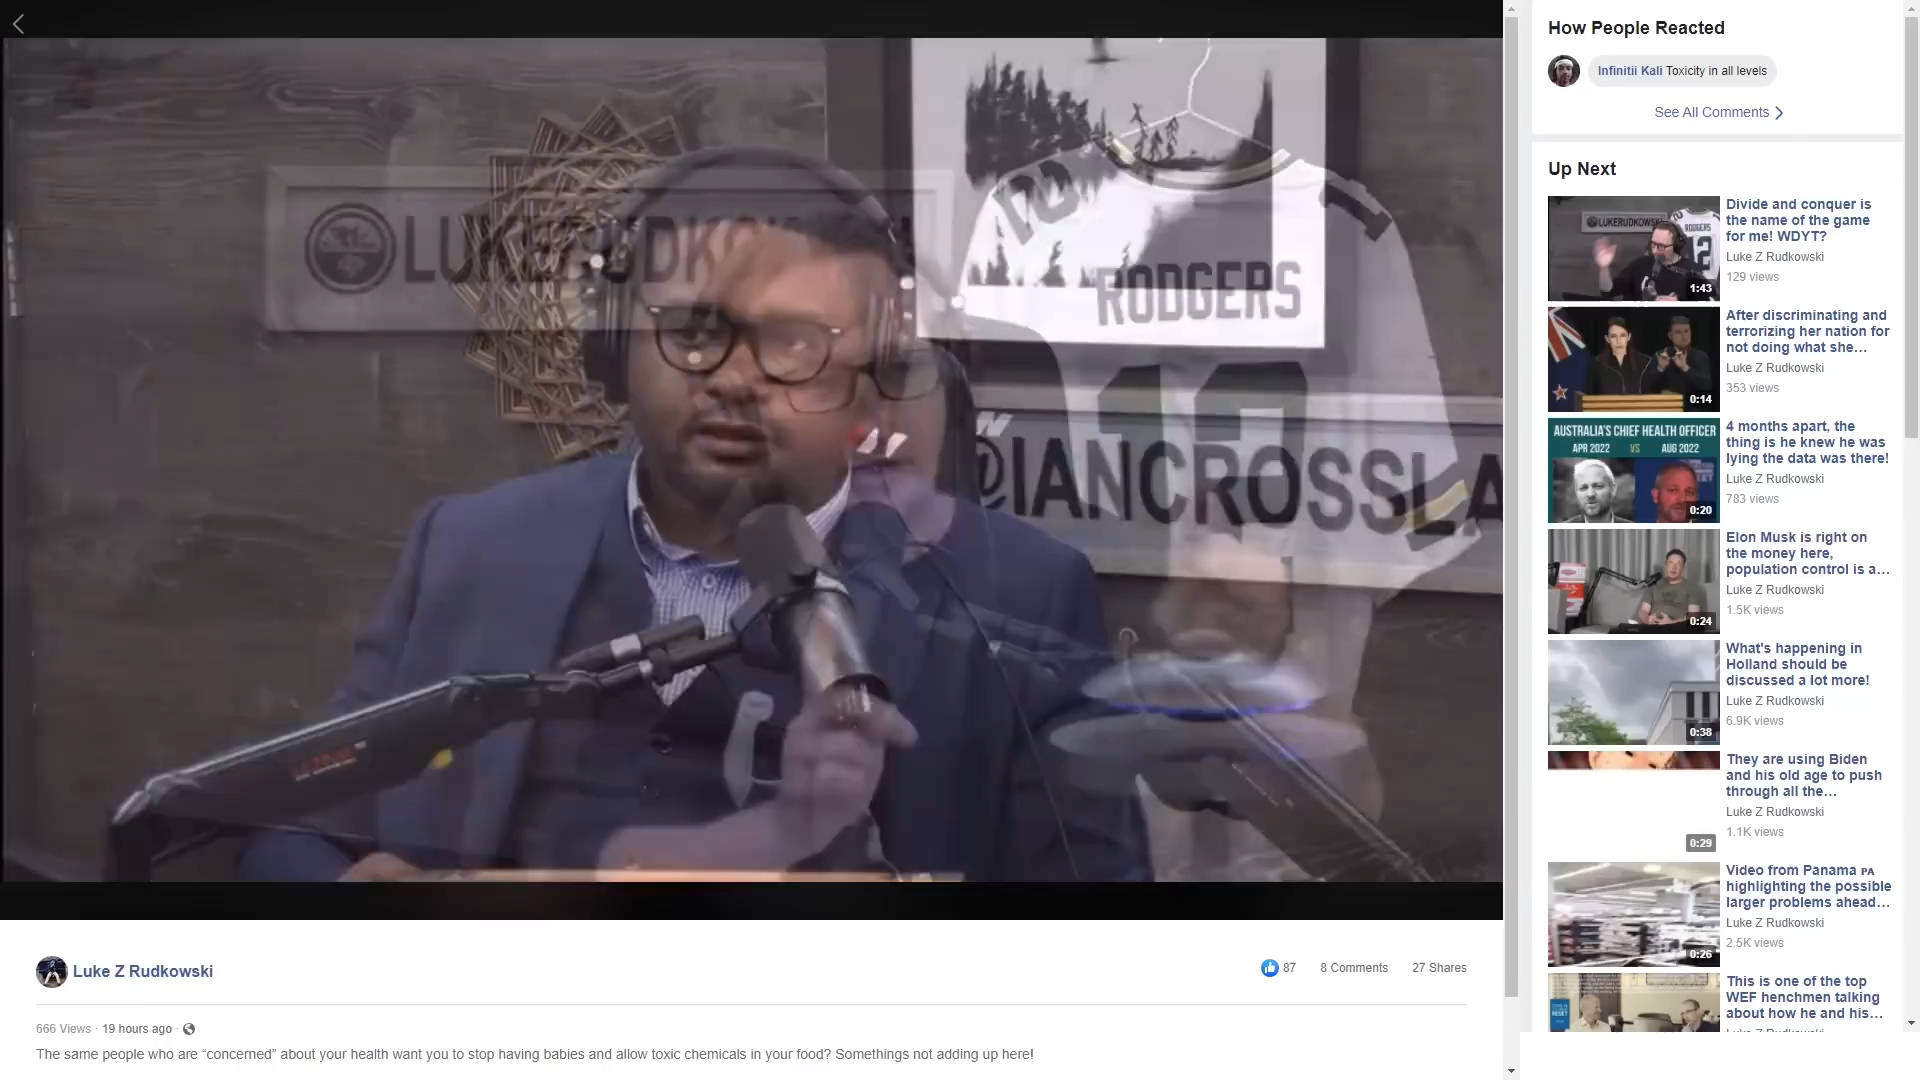 LUKERUDKOWSKI
RODGERS
12
@IANCROSSLA
Luke Z Rudkowski
87
8 Comments
27 Shares
666 Views · 19 hours ago ·
The same people who are “concerned” about your health want you to stop having babies and allow toxic chemicals in your food? Somethings not adding up here!
How People Reacted
Infinitii Kali Toxicity in all levels
See All Comments
Up Next
LUKERUDKOWSKI
RODGERS
12
1:43
Divide and conquer is
the name of the game
for me! WDYT?
Luke Z Rudkowski
129 views
0:14
After discriminating and
terrorizing her nation for
not doing what she...
Luke Z Rudkowski
353 views
AUSTRALIA'S CHIEF HEALTH OFFICER
APR 2022 VS AUG 2022
0:20
4 months apart, the
thing is he knew he was
lying the data was there!
Luke Z Rudkowski
783 views
0:24
Elon Musk is right on
the money here,
population control is a...
Luke Z Rudkowski
1.5K views
0:38
What's happening in
Holland should be
discussed a lot more!
Luke Z Rudkowski
6.9K views
0:29
They are using Biden
and his old age to push
through all the...
Luke Z Rudkowski
1.1K views
0:26
Video from Panama PA
highlighting the possible
larger problems ahead...
Luke Z Rudkowski
2.5K views
This is one of the top
WEF henchmen talking
about how he and his...